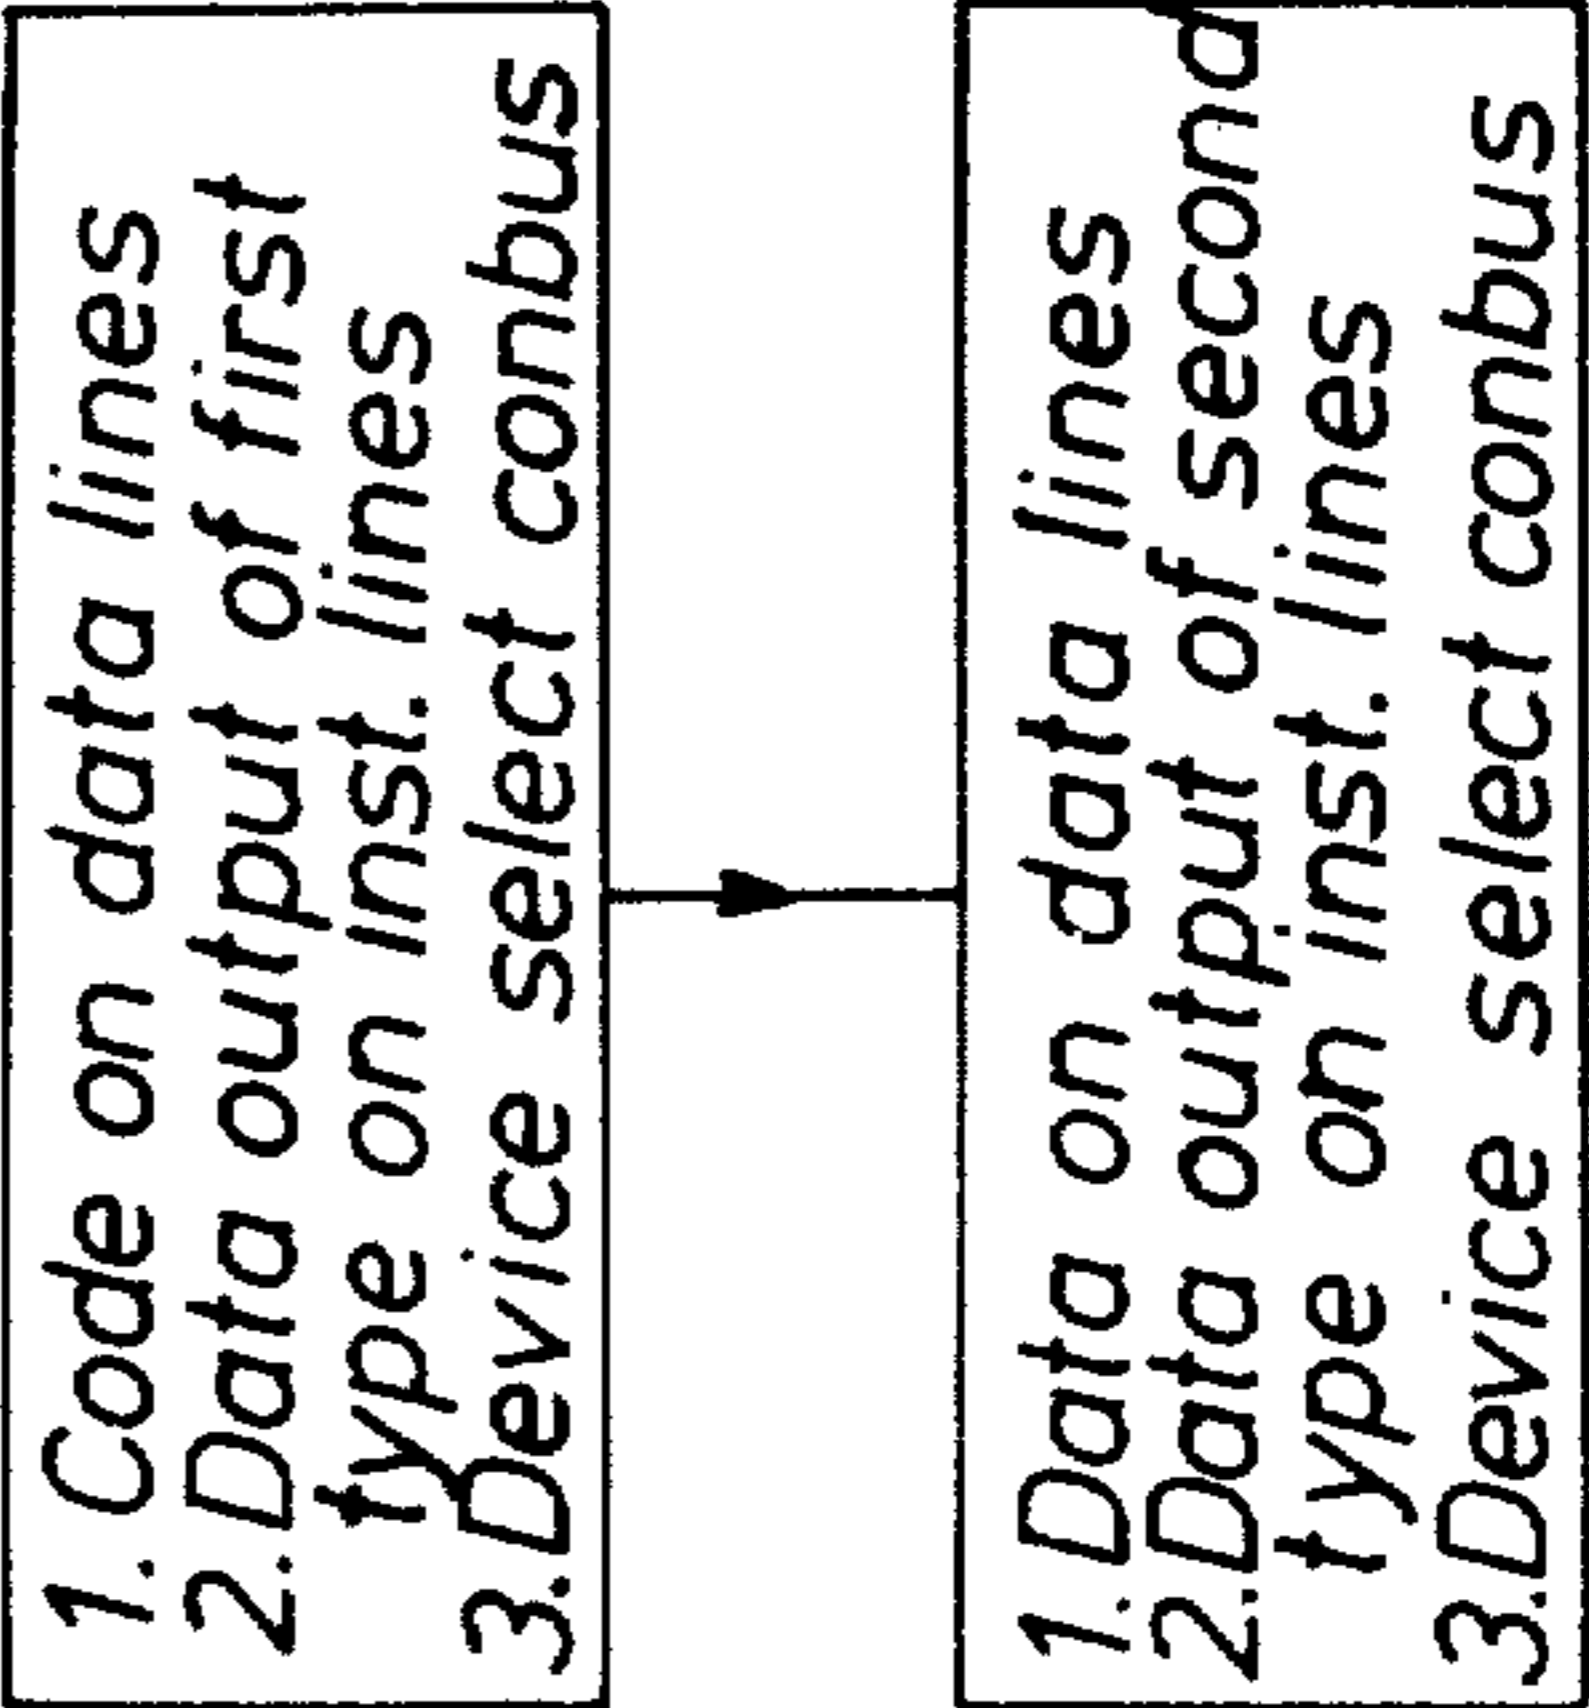 1. Code on data lines
2. Data output of first
type on inst. lines
3. Device select conbus
1. Data on data lines
2. Data output of second
type on inst. lines
3. Device select conbus